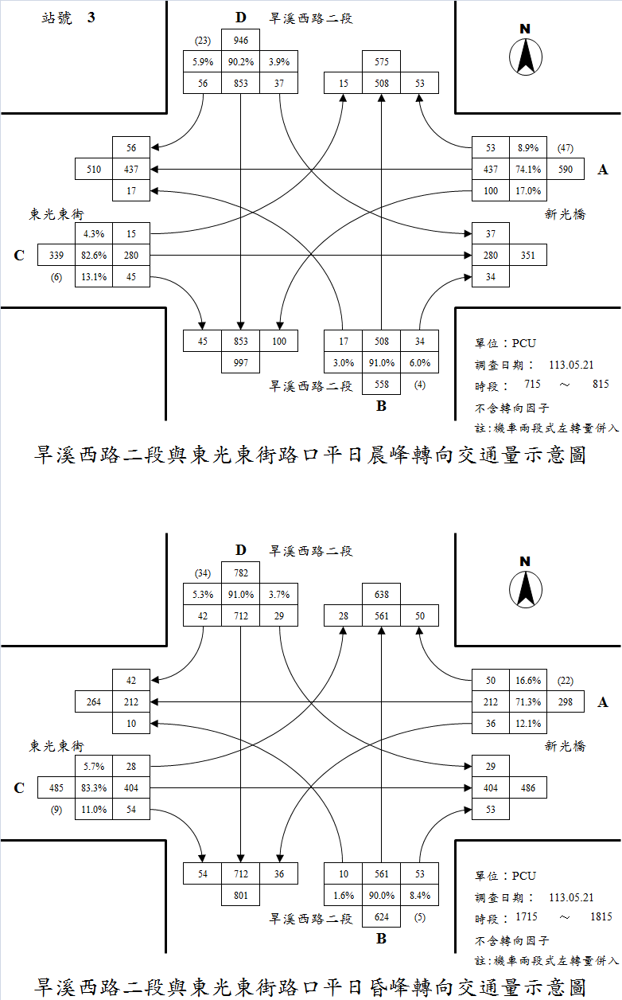 站號 3
D 旱溪西路二段
N
(23) 946
5.9% 90.2% 3.9%
56 853 37
575
15 508 53
56
510 437
17
53 8.9% (47)
437 74.1% 590 A
100 17.0%
東光東街
新光橋
4.3% 15
C 339 82.6% 280
(6) 13.1% 45
37
280 351
34
45 853 100
997
17 508 34
3.0% 91.0% 6.0%
旱溪西路二段 558 (4)
B
單位：PCU
調查日期： 113.05.21
時段： 715 ～ 815
不含轉向因子
註:機車兩段式左轉量併入
旱溪西路二段與東光東街路口平日晨峰轉向交通量示意圖
D 旱溪西路二段
N
(34) 782
5.3% 91.0% 3.7%
42 712 29
638
28 561 50
42
264 212
10
50 16.6% (22)
212 71.3% 298 A
36 12.1%
東光東街
新光橋
5.7% 28
C 485 83.3% 404
(9) 11.0% 54
29
404 486
53
54 712 36
801
10 561 53
1.6% 90.0% 8.4%
旱溪西路二段 624 (5)
B
單位：PCU
調查日期： 113.05.21
時段： 1715 ～ 1815
不含轉向因子
註:機車兩段式左轉量併入
旱溪西路二段與東光東街路口平日昏峰轉向交通量示意圖